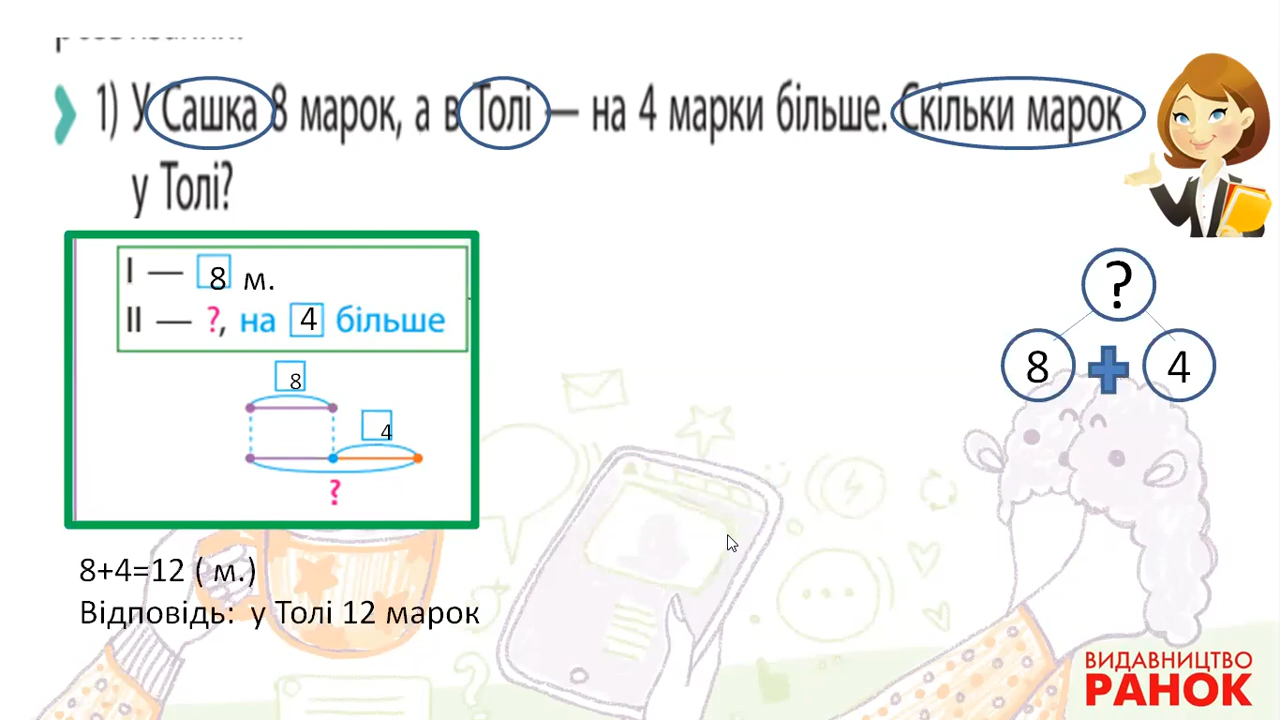 1) У Сашка 8 марок, а в Толі — на 4 марки більше. Скільки марок
у Толі?
I — 8 м.
II — ?, на 4 більше
8
4
?
?
8 + 4
8+4=12 ( м.)
Відповідь: у Толі 12 марок
ВИДАВНИЦТВО
РАНОК